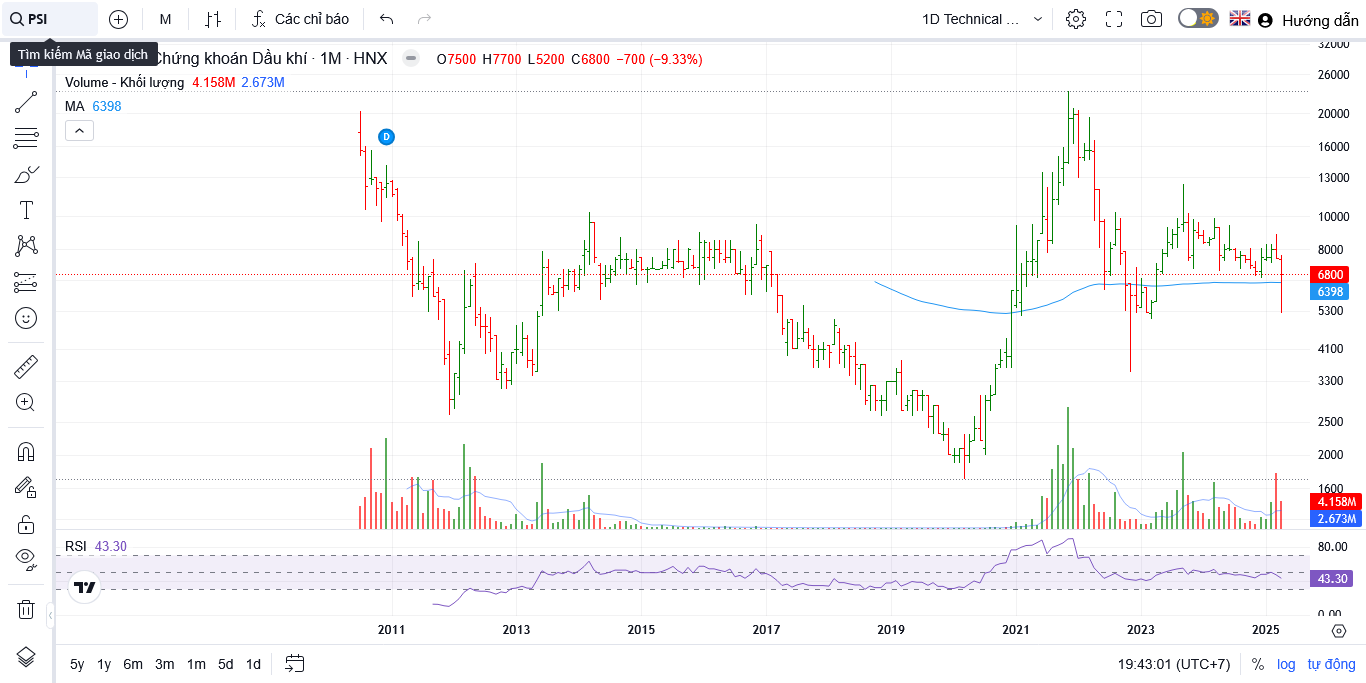 PSI
M
Các chỉ báo
1D Technical ...
Hướng dẫn
Tìm kiếm Mã giao dịch
Chứng khoán Dầu khí · 1M · HNX
O7500 H7700 L5200 C6800 −700 (−9.33%)
Volume - Khối lượng 4.158M 2.673M
MA 6398
D
32000
26000
20000
16000
13000
10000
8000
6800
6398
5300
4100
3300
2500
2000
1600
4.158M
2.673M
RSI 43.30
80.00
43.30
0.00
2011 2013 2015 2017 2019 2021 2023 2025
5y 1y 6m 3m 1m 5d 1d
19:43:01 (UTC+7) % log tự động